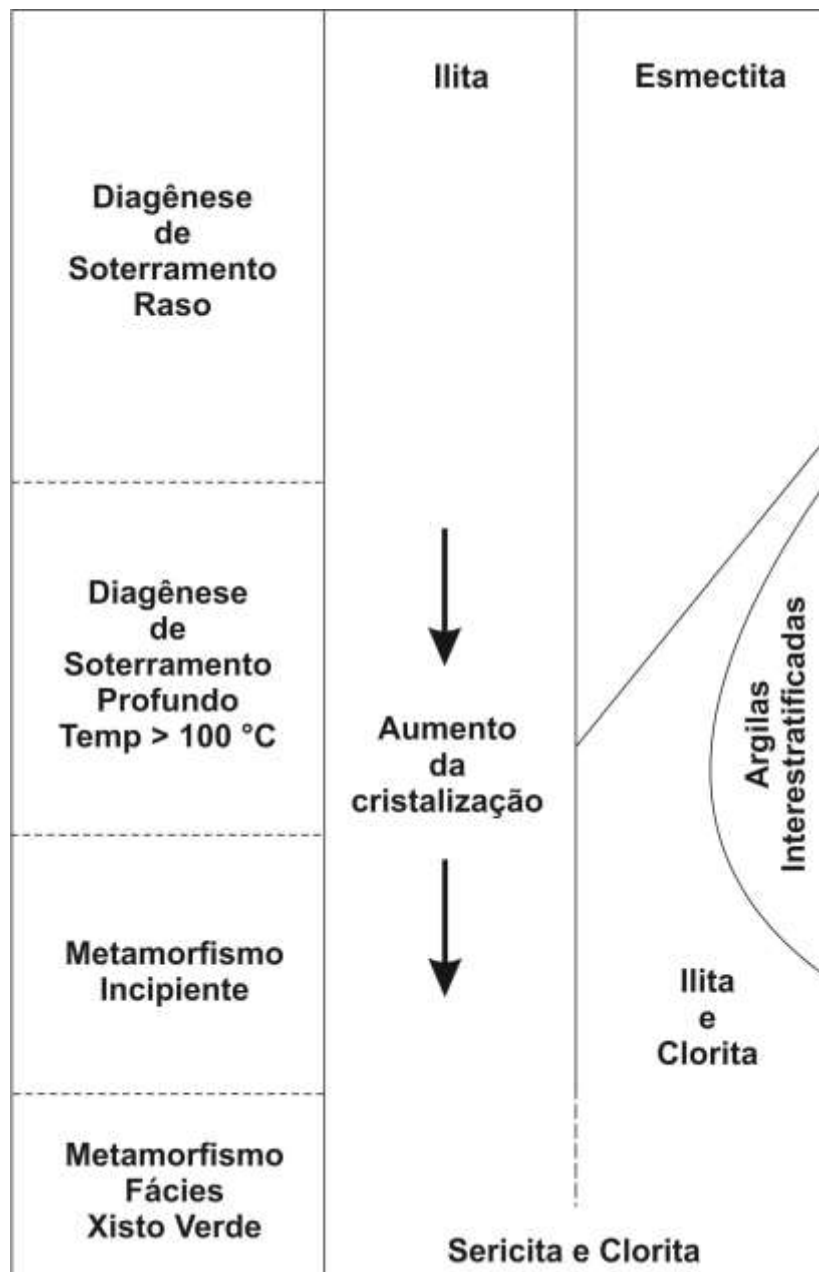 Ilita
Esmectita
Diagênese
de
Soterramento
Raso
Diagênese
de
Soterramento
Profundo
Temp > 100 °C
Aumento
da
cristalização
Argilas
Interestratificadas
Metamorfismo
Incipiente
Ilita
e
Clorita
Metamorfismo
Fácies
Xisto Verde
Sericita e Clorita